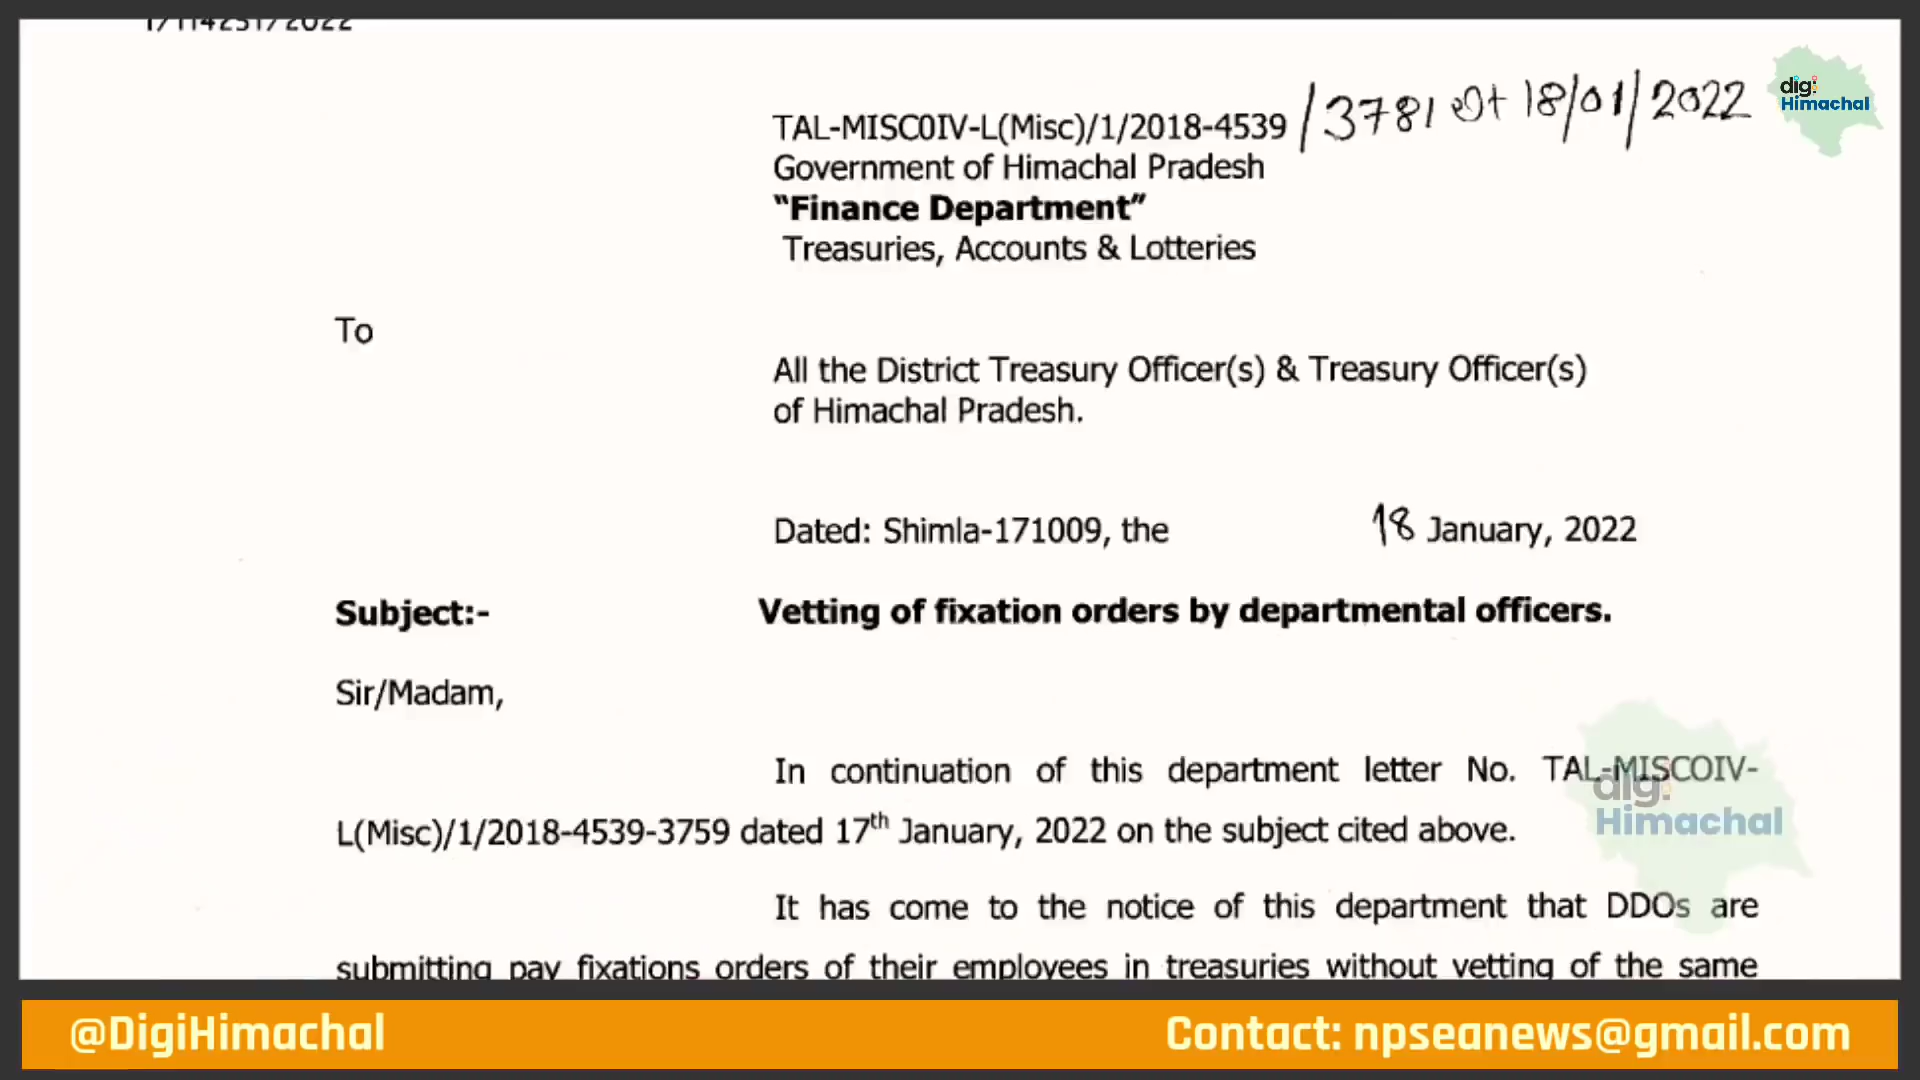 TAL-MISC0IV-L(Misc)/1/2018-4539 /3781 dt 18/01/2022
Government of Himachal Pradesh
"Finance Department"
Treasuries, Accounts & Lotteries
To
All the District Treasury Officer(s) & Treasury Officer(s)
of Himachal Pradesh.
Dated: Shimla-171009, the 18 January, 2022
Subject:- Vetting of fixation orders by departmental officers.
Sir/Madam,
In continuation of this department letter No. TAL-MISCOIV-
L(Misc)/1/2018-4539-3759 dated 17th January, 2022 on the subject cited above.
It has come to the notice of this department that DDOs are
submitting pay fixations orders of their employees in treasuries without vetting of the same
digi
Himachal
digi
Himachal
@DigiHimachal
Contact: npseanews@gmail.com